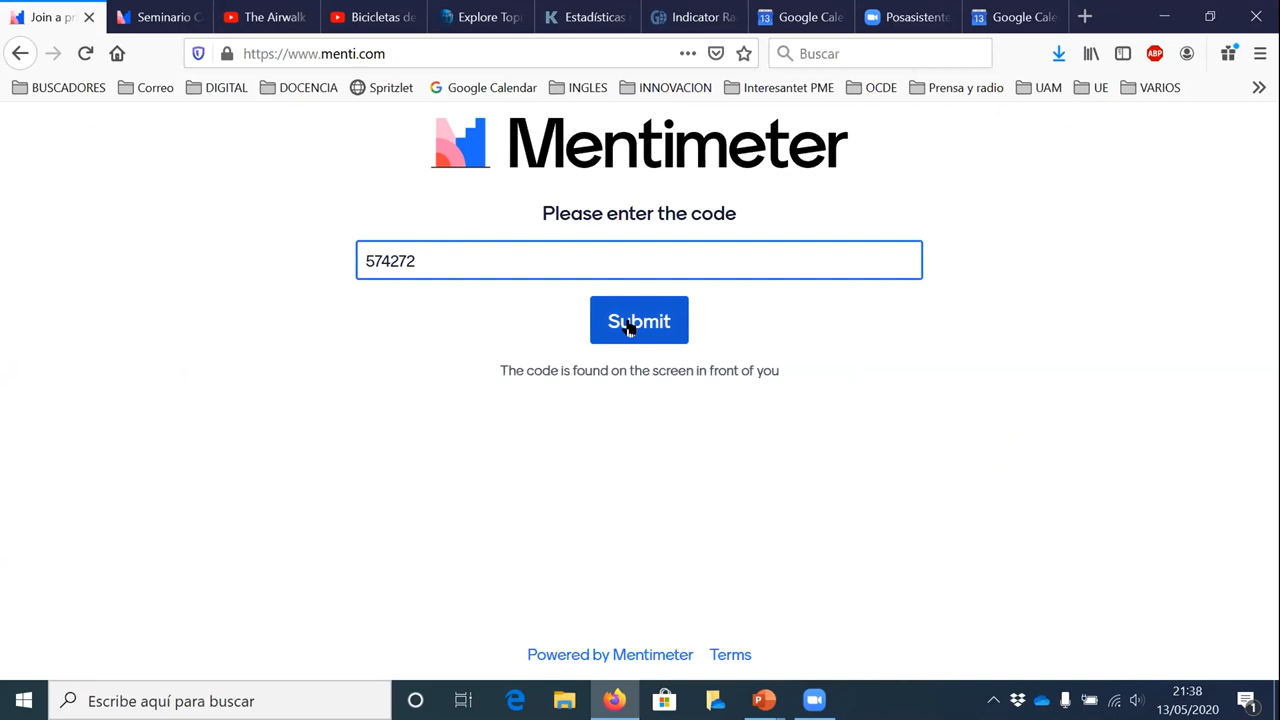 Join a pr
Seminario C
The Airwalk
Bicicletas de
Explore Topi
Estadísticas
Indicator Ra
Google Cale
Posasistente
Google Cale
https://www.menti.com
Buscar
ABP
BUSCADORES
Correo
DIGITAL
DOCENCIA
Spritzlet
Google Calendar
INGLES
INNOVACION
Interesantet PME
OCDE
Prensa y radio
UAM
UE
VARIOS
Mentimeter
Please enter the code
574272
Submit
The code is found on the screen in front of you
Powered by Mentimeter
Terms
Escribe aquí para buscar
21:38
13/05/2020
1